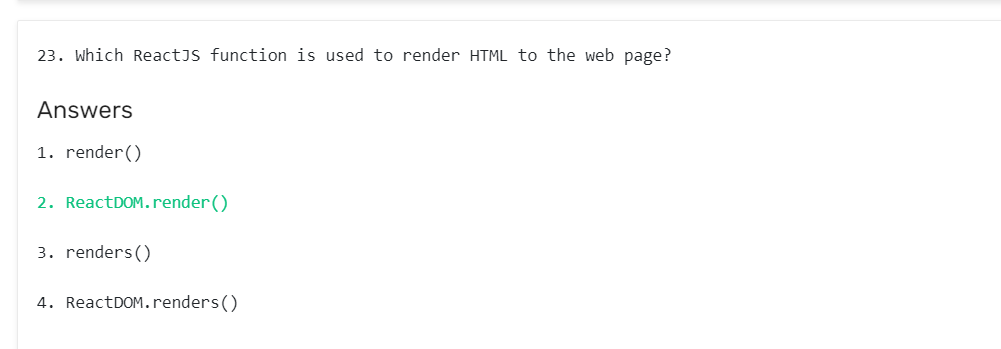 23. Which ReactJS function is used to render HTML to the web page?
Answers
1. render()
2. ReactDOM.render()
3. renders()
4. ReactDOM.renders()